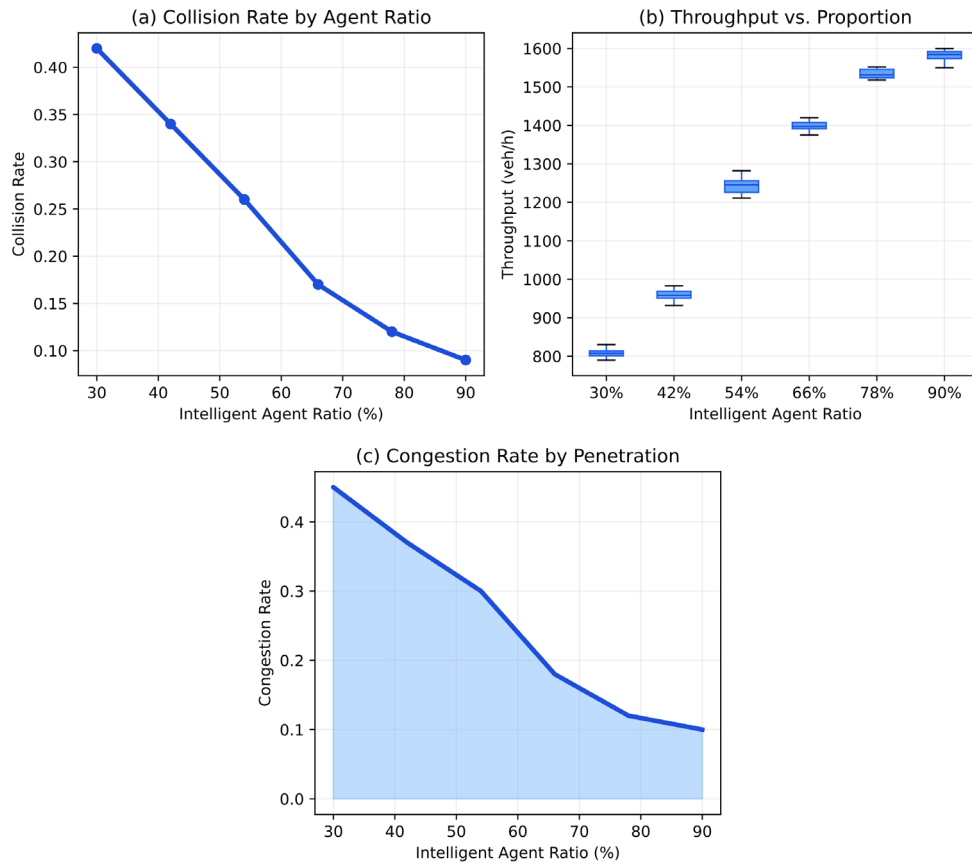 (a) Collision Rate by Agent Ratio
Collision Rate
0.40
0.35
0.30
0.25
0.20
0.15
0.10
30 40 50 60 70 80 90
Intelligent Agent Ratio (%)
(b) Throughput vs. Proportion
Throughput (veh/h)
1600
1500
1400
1300
1200
1100
1000
900
800
30% 42% 54% 66% 78% 90%
Intelligent Agent Ratio
(c) Congestion Rate by Penetration
Congestion Rate
0.4
0.3
0.2
0.1
0.0
30 40 50 60 70 80 90
Intelligent Agent Ratio (%)